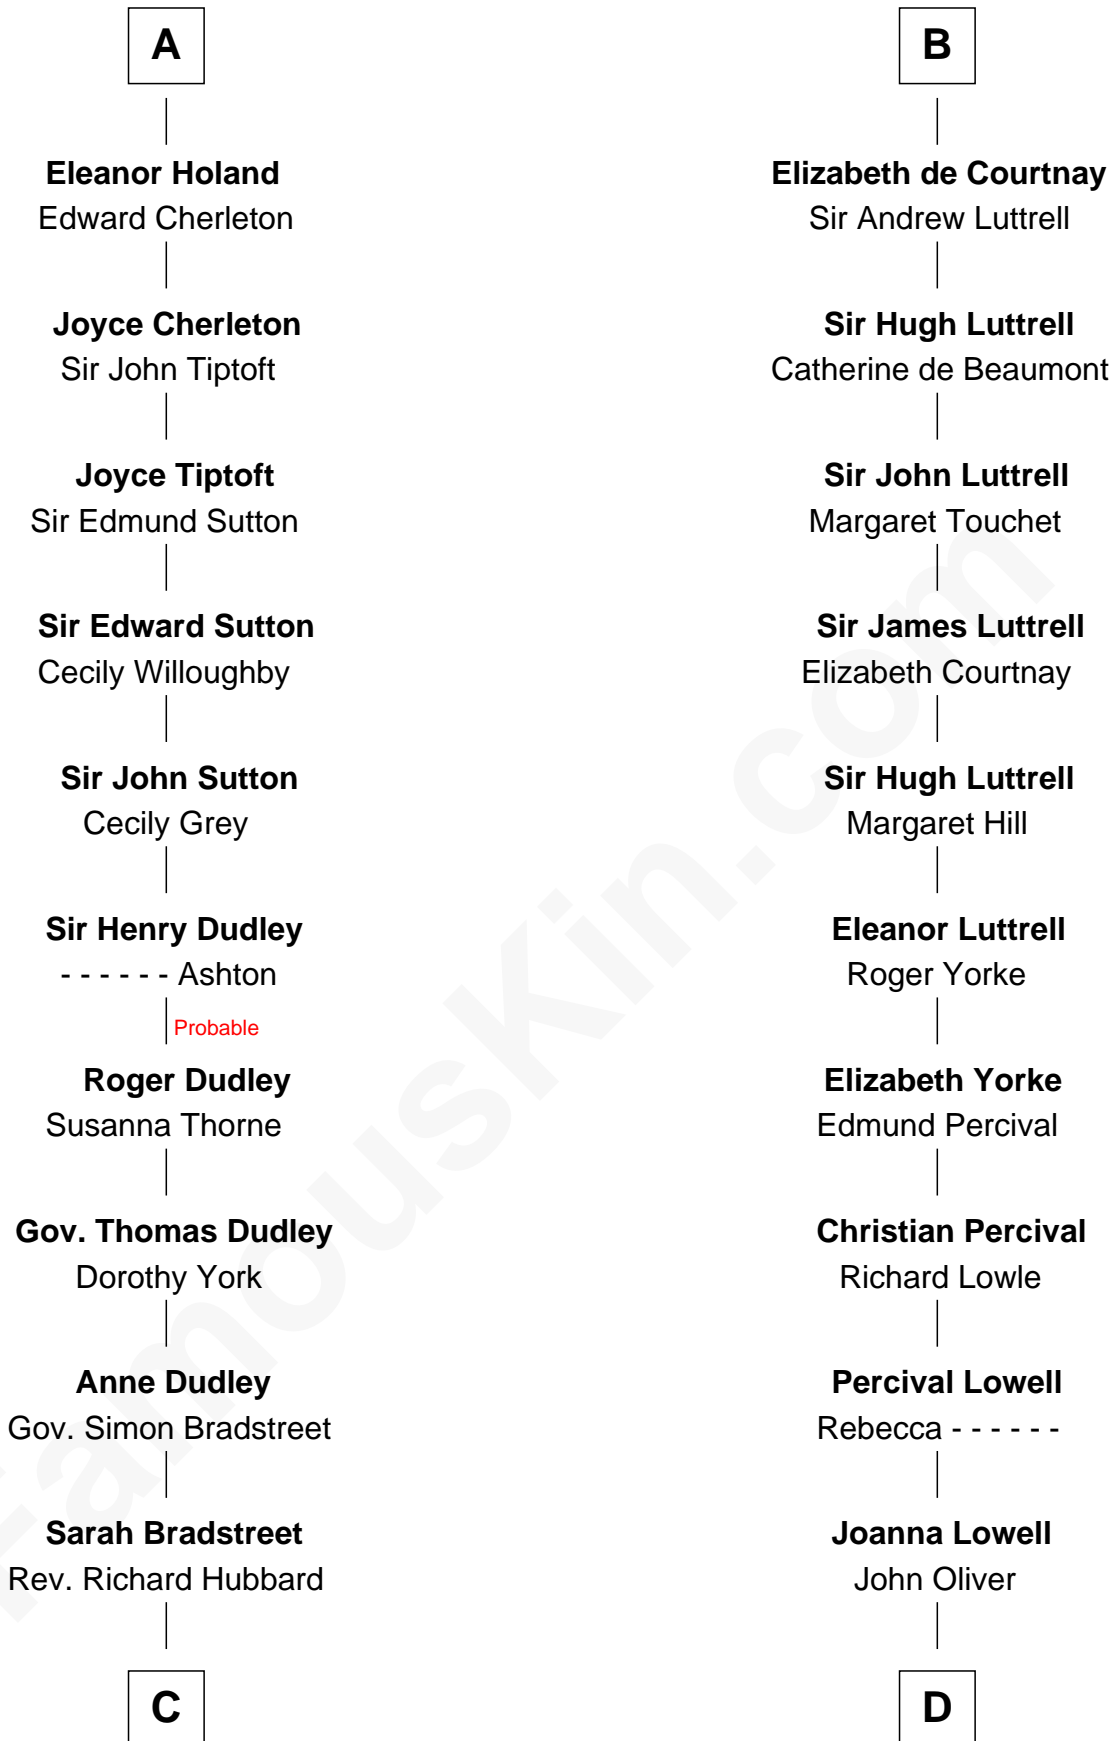 A
Eleanor Holand
Edward Cherleton
Joyce Cherleton
Sir John Tiptoft
Joyce Tiptoft
Sir Edmund Sutton
Sir Edward Sutton
Cecily Willoughby
Sir John Sutton
Cecily Grey
Sir Henry Dudley
- - - - - - Ashton
Probable
Roger Dudley
Susanna Thorne
Gov. Thomas Dudley
Dorothy York
Anne Dudley
Gov. Simon Bradstreet
Sarah Bradstreet
Rev. Richard Hubbard
C
B
Elizabeth de Courtnay
Sir Andrew Luttrell
Sir Hugh Luttrell
Catherine de Beaumont
Sir John Luttrell
Margaret Touchet
Sir James Luttrell
Elizabeth Courtnay
Sir Hugh Luttrell
Margaret Hill
Eleanor Luttrell
Roger Yorke
Elizabeth Yorke
Edmund Percival
Christian Percival
Richard Lowle
Percival Lowell
Rebecca - - - - - -
Joanna Lowell
John Oliver
D
FamousKin.com